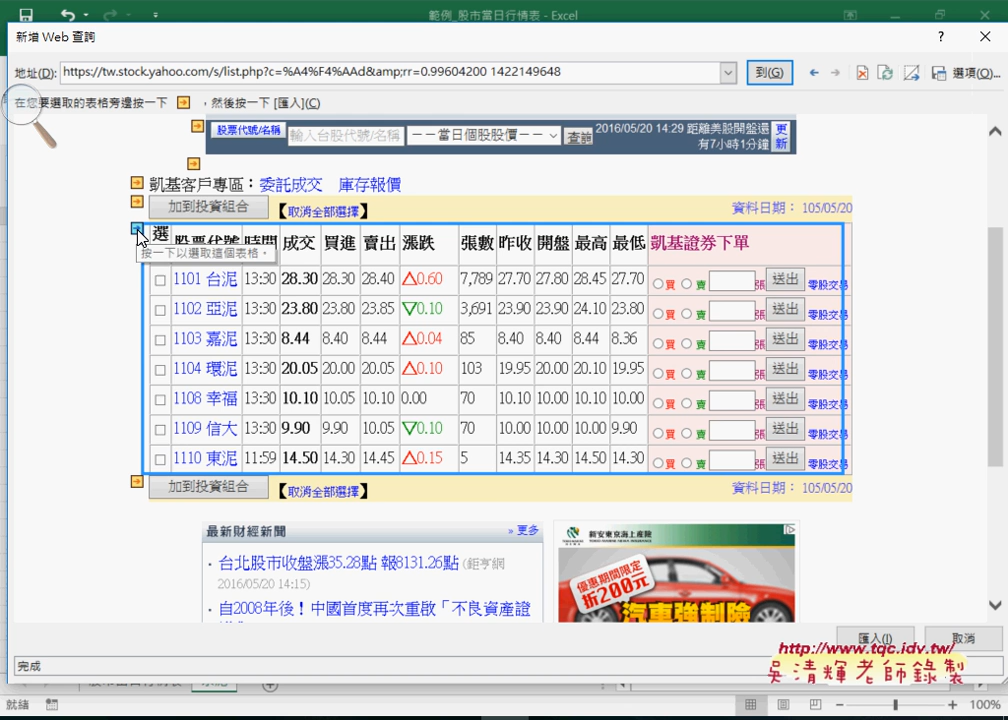 範例_股市當日行情表 - Excel
新增 Web 查詢
地址(D): https://tw.stock.yahoo.com/s/list.php?c=%A4%F4%AAd&amp;rr=0.99604200 1422149648 到(G) 選項(O)...
在您要選取的表格旁邊按一下 ，然後按一下 [匯入](C)
股票代號/名稱 輸入台股代號/名稱 －－當日個股股價－－ 查詢 2016/05/20 14:29 距離美股開盤還有7小時1分鐘 更新
凱基客戶專區：委託成交 庫存報價
加到投資組合 【取消全部選擇】 資料日期： 105/05/20
選 股票代號 時間 成交 買進 賣出 漲跌 張數 昨收 開盤 最高 最低 凱基證券下單
按一下以選取這個表格。
1101 台泥 13:30 28.30 28.30 28.40 △0.60 7,789 27.70 27.80 28.45 27.70 買 賣 張 送出 零股交易
1102 亞泥 13:30 23.80 23.80 23.85 ▽0.10 3,691 23.90 23.90 24.10 23.80 買 賣 張 送出 零股交易
1103 嘉泥 13:30 8.44 8.40 8.44 △0.04 85 8.40 8.40 8.44 8.36 買 賣 張 送出 零股交易
1104 環泥 13:30 20.05 20.00 20.05 △0.10 103 19.95 20.00 20.10 19.95 買 賣 張 送出 零股交易
1108 幸福 13:30 10.10 10.05 10.10 0.00 70 10.10 10.00 10.10 10.00 買 賣 張 送出 零股交易
1109 信大 13:30 9.90 9.90 10.05 ▽0.10 70 10.00 10.00 10.00 9.90 買 賣 張 送出 零股交易
1110 東泥 11:59 14.50 14.30 14.45 △0.15 5 14.35 14.30 14.50 14.30 買 賣 張 送出 零股交易
加到投資組合 【取消全部選擇】 資料日期： 105/05/20
最新財經新聞 » 更多
台北股市收盤漲35.28點 報8131.26點 (鉅亨網
2016/05/20 14:15)
自2008年後！中國首度再次重啟「不良資產證
新安東京海上產險
優惠期間限定
折200元
汽車強制險
匯入(I) 取消
完成
http://www.tqc.idv.tw/
吳清輝老師錄製
就緒 100%